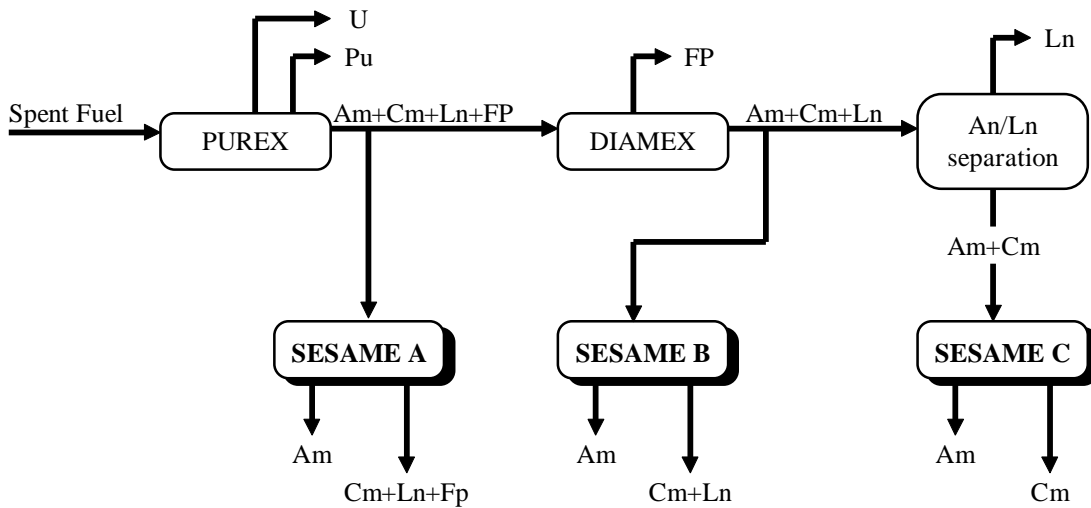 U
Pu
FP
Ln
Spent Fuel
PUREX
Am+Cm+Ln+FP
DIAMEX
Am+Cm+Ln
An/Ln
separation
Am+Cm
SESAME A
SESAME B
SESAME C
Am
Cm+Ln+Fp
Am
Cm+Ln
Am
Cm